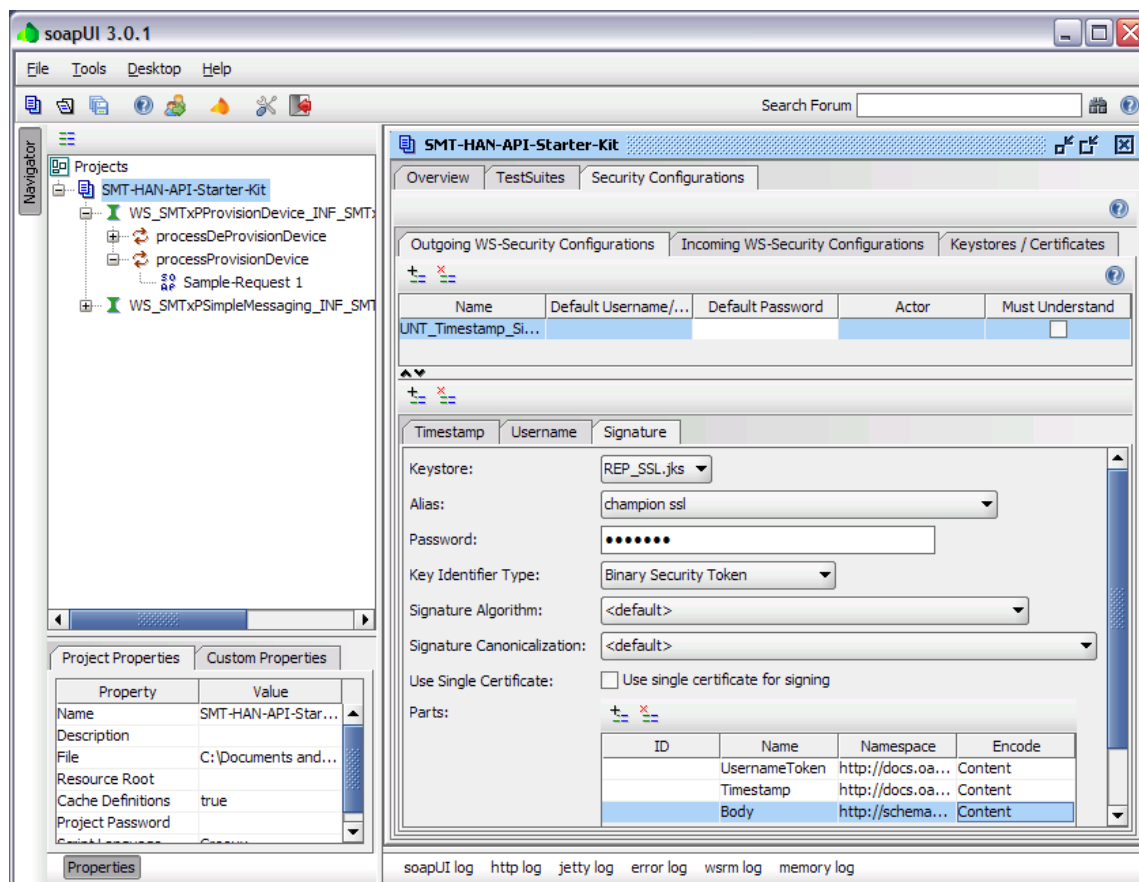 soapUI 3.0.1
File Tools Desktop Help
Search Forum
Navigator
Projects
SMT-HAN-API-Starter-Kit
WS_SMTxPProvisionDevice_INF_SMTx
processDeProvisionDevice
processProvisionDevice
Sample-Request 1
WS_SMTxPSimpleMessaging_INF_SMT
Project Properties Custom Properties
Property Value
Name SMT-HAN-API-Star...
Description
File C:\Documents and...
Resource Root
Cache Definitions true
Project Password
Script Language Groovy
Properties
SMT-HAN-API-Starter-Kit
Overview TestSuites Security Configurations
Outgoing WS-Security Configurations Incoming WS-Security Configurations Keystores / Certificates
Name Default Username/... Default Password Actor Must Understand
UNT_Timestamp_Si...
Timestamp Username Signature
Keystore: REP_SSL.jks
Alias: champion ssl
Password: •••••••
Key Identifier Type: Binary Security Token
Signature Algorithm: <default>
Signature Canonicalization: <default>
Use Single Certificate: Use single certificate for signing
Parts:
ID Name Namespace Encode
UsernameToken http://docs.oa... Content
Timestamp http://docs.oa... Content
Body http://schema... Content
soapUI log http log jetty log error log wsrm log memory log